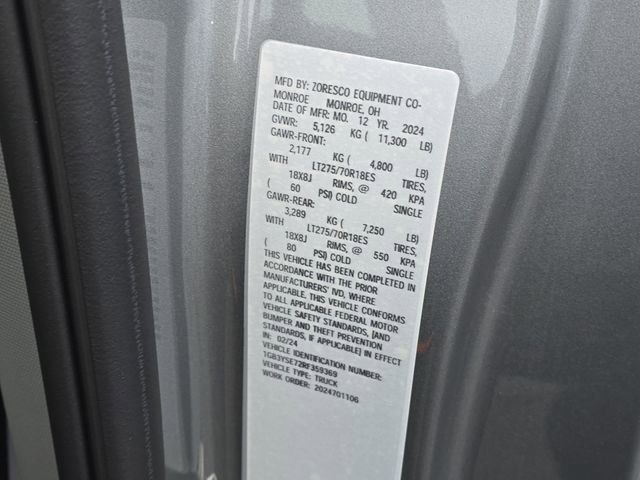 MFD BY: ZORESCO EQUIPMENT CO-
MONROE MONROE, OH
DATE OF MFR: MO. 12 YR. 2024
GVWR: 5,126 KG ( 11,300 LB)
GAWR-FRONT:
2,177 KG ( 4,800 LB)
WITH LT275/70R18ES TIRES,
18X8J RIMS, @ 420 KPA
( 60 PSI) COLD SINGLE
GAWR-REAR:
3,289 KG ( 7,250 LB)
WITH LT275/70R18ES TIRES,
18X8J RIMS, @ 550 KPA
( 80 PSI) COLD SINGLE
THIS VEHICLE HAS BEEN COMPLETED IN
ACCORDANCE WITH THE PRIOR
MANUFACTURERS' IVD, WHERE
APPLICABLE, THIS VEHICLE CONFORMS
TO ALL APPLICABLE FEDERAL MOTOR
VEHICLE SAFETY STANDARDS, [AND
BUMPER AND THEFT PREVENTION
STANDARDS, IF APPLICABLE] IN EFFECT
IN: 02/24
VEHICLE IDENTIFICATION NUMBER:
1GB3YSE72RF359369
VEHICLE TYPE: TRUCK
WORK ORDER: 2024701106